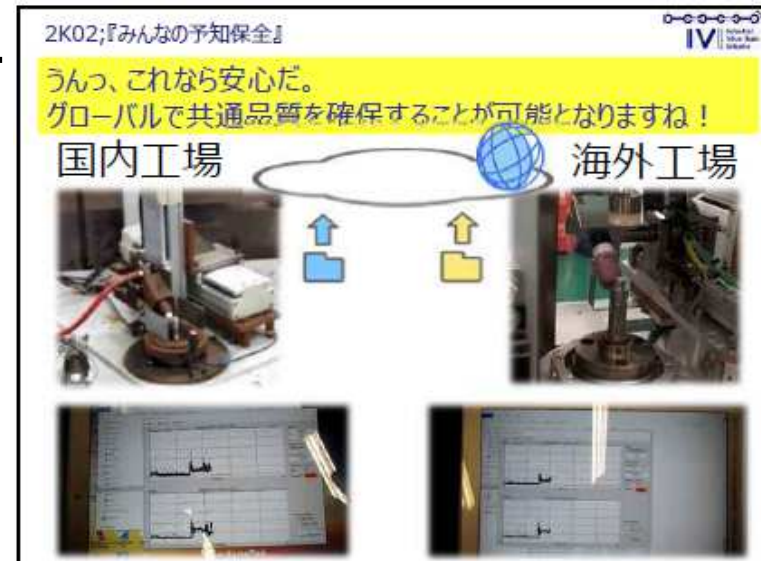 2K02;『みんなの予知保全』
IV
うんっ、これなら安心だ。
グローバルで共通品質を確保することが可能となりますね！
国内工場
海外工場